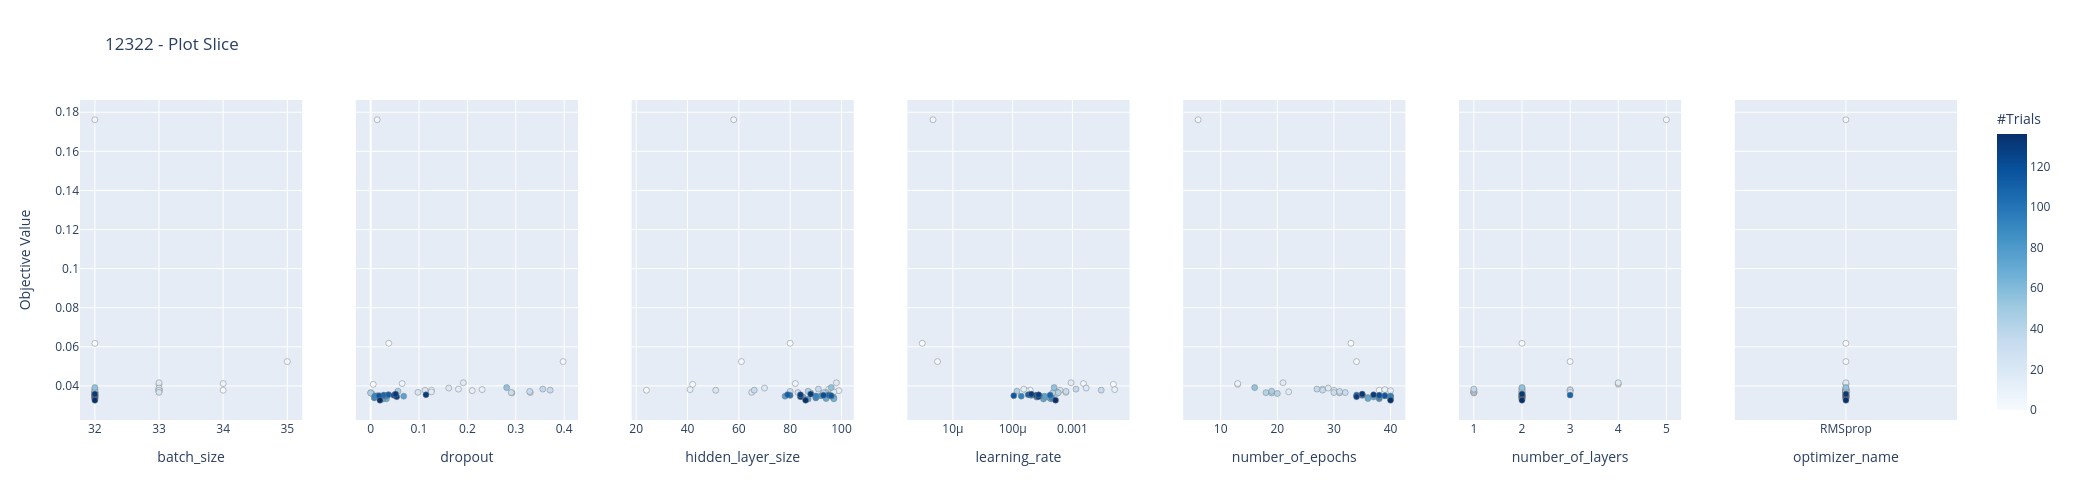 12322 - Plot Slice
#Trials
0.18
0.16
0.14
0.12
0.1
0.08
0.06
0.04
Objective Value
120
100
80
60
40
20
0
32 33 34 35
0 0.1 0.2 0.3 0.4
20 40 60 80 100
10μ 100μ 0.001
10 20 30 40
1 2 3 4 5
RMSprop
batch_size
dropout
hidden_layer_size
learning_rate
number_of_epochs
number_of_layers
optimizer_name